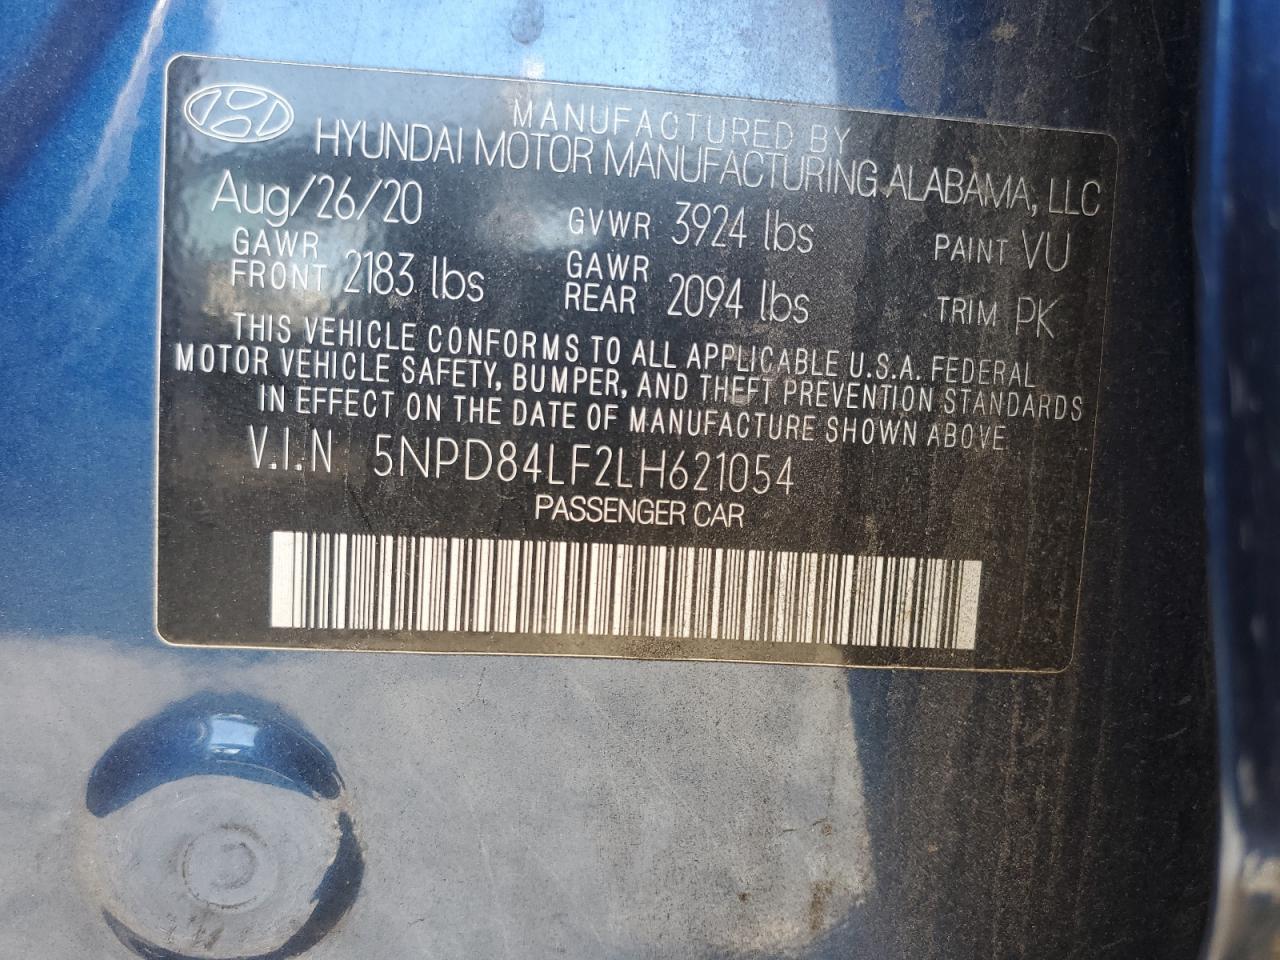 MANUFACTURED BY
HYUNDAI MOTOR MANUFACTURING ALABAMA, LLC
Aug/26/20 GVWR 3924 lbs PAINT VU
GAWR FRONT 2183 lbs GAWR REAR 2094 lbs TRIM PK
THIS VEHICLE CONFORMS TO ALL APPLICABLE U.S.A. FEDERAL
MOTOR VEHICLE SAFETY, BUMPER, AND THEFT PREVENTION STANDARDS
IN EFFECT ON THE DATE OF MANUFACTURE SHOWN ABOVE.
V.I.N 5NPD84LF2LH621054
PASSENGER CAR